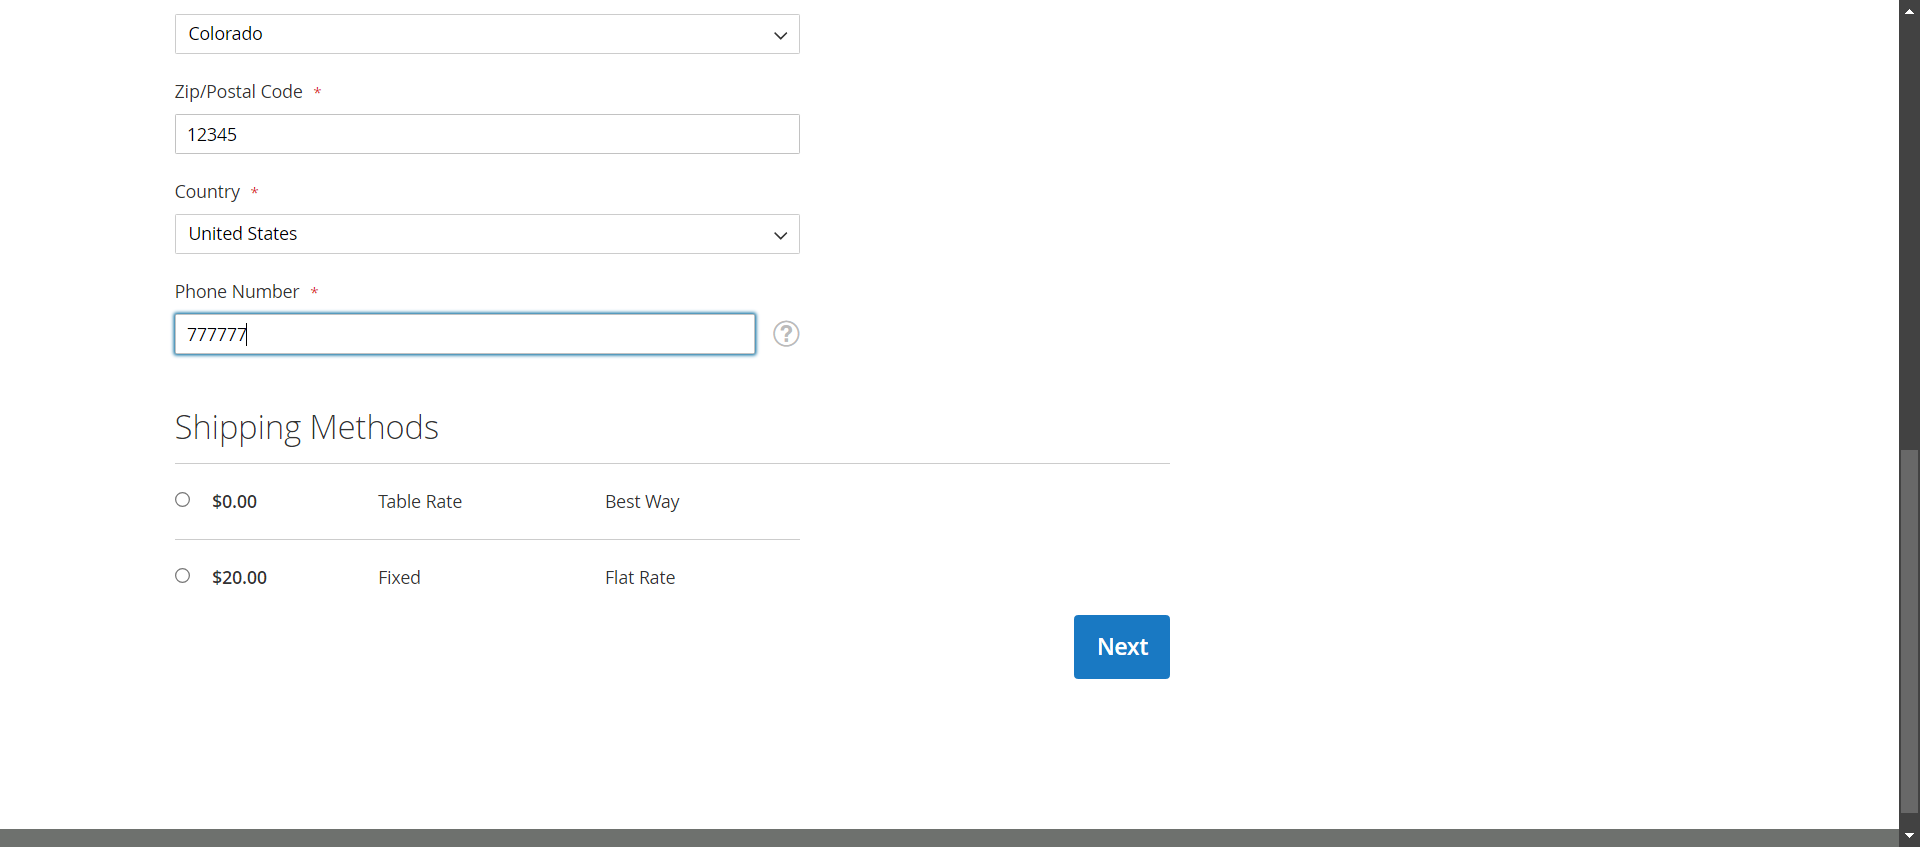 Colorado
Zip/Postal Code *
12345
Country *
United States
Phone Number *
777777
?
Shipping Methods
$0.00 Table Rate Best Way
$20.00 Fixed Flat Rate
Next